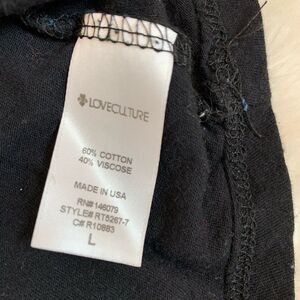 LOVECULTURE
60% COTTON
40% VISCOSE
MADE IN USA
RN# 146079
STYLE# RT5267-7
C# R10883
L